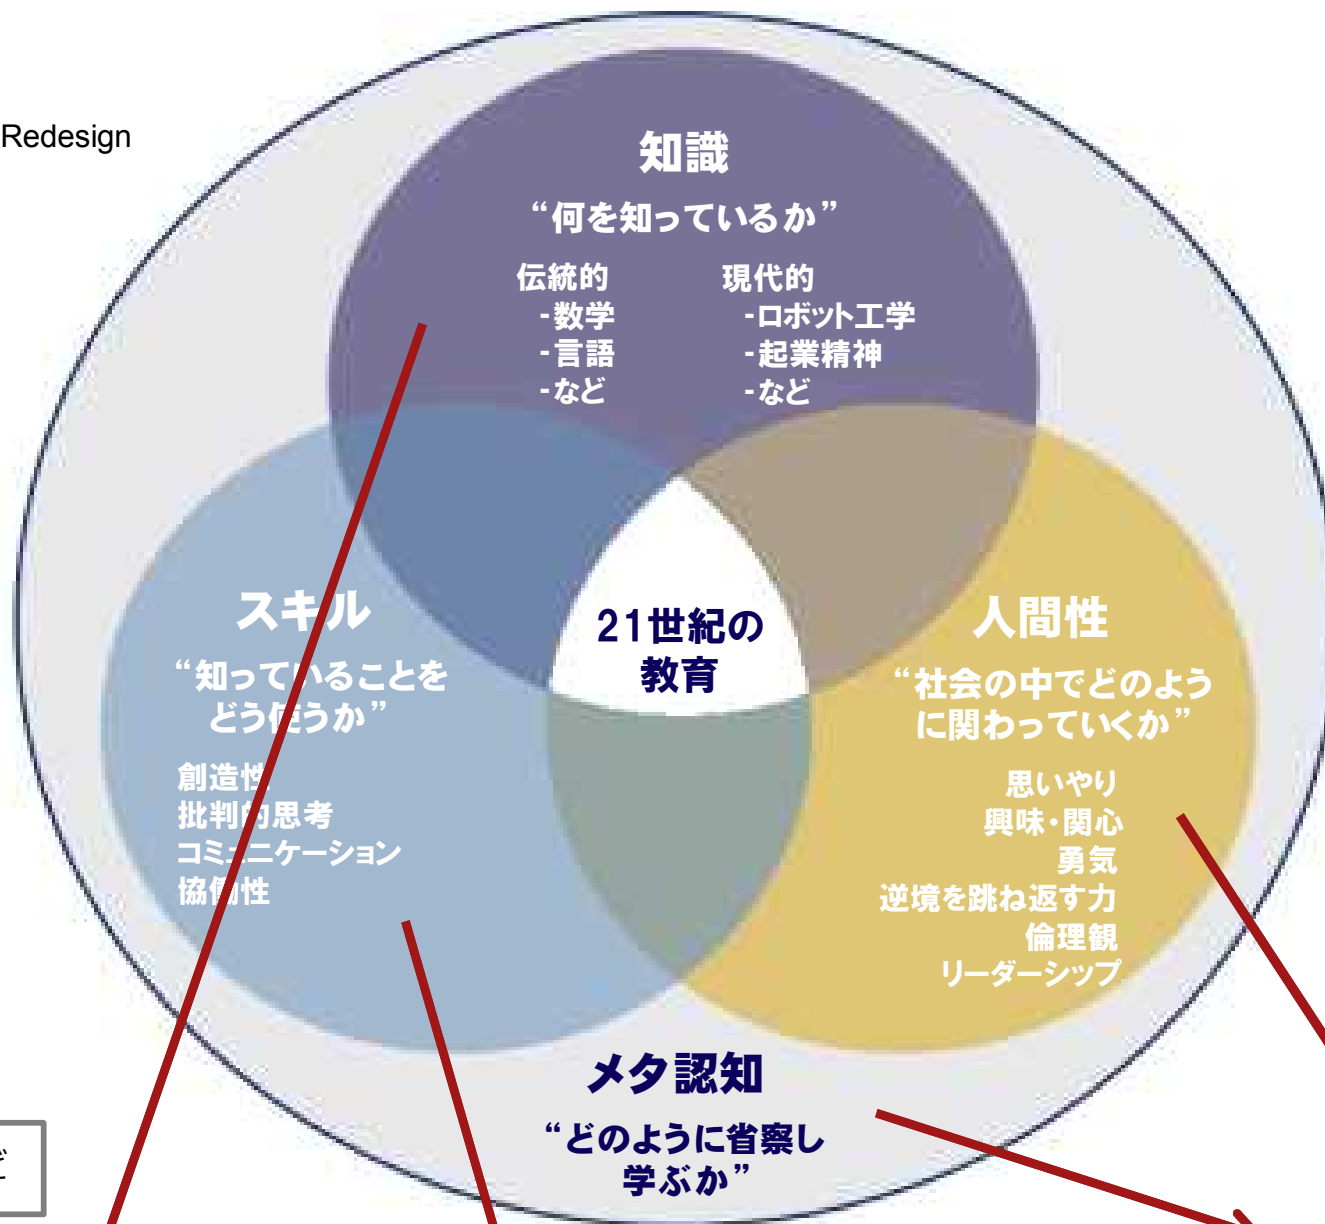 Redesign
知識
“何を知っているか”
伝統的
-数学
-言語
-など
現代的
-ロボット工学
-起業精神
-など
スキル
“知っていることを
どう使うか”
創造性
批判的思考
コミュニケーション
協働性
21世紀の
教育
人間性
“社会の中でどのよう
に関わっていくか”
思いやり
興味・関心
勇気
逆境を跳ね返す力
倫理観
リーダーシップ
メタ認知
“どのように省察し
学ぶか”